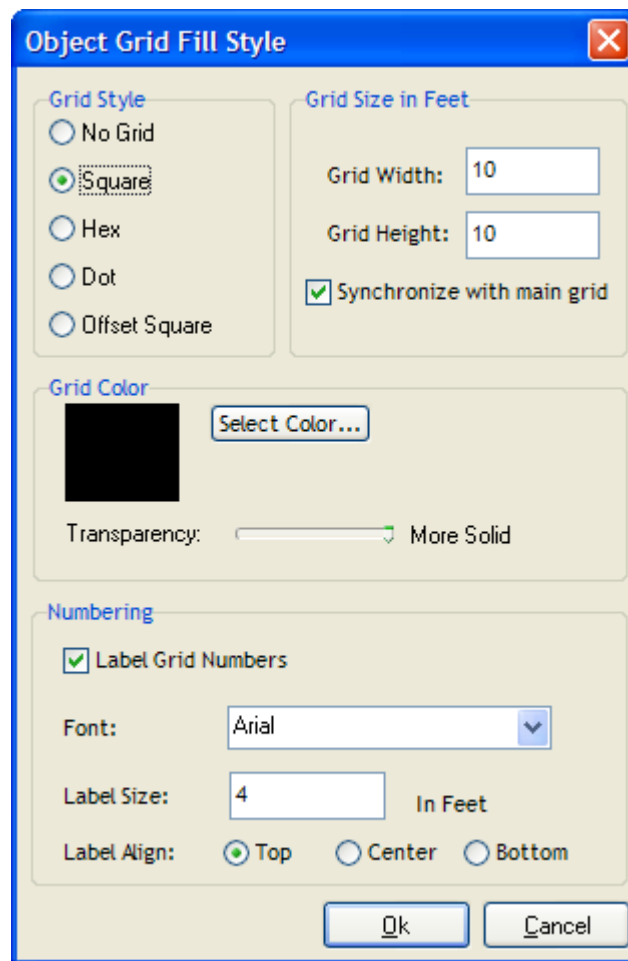 Object Grid Fill Style
Grid Style
No Grid
Square
Hex
Dot
Offset Square
Grid Size in Feet
Grid Width: 10
Grid Height: 10
Synchronize with main grid
Grid Color
Select Color...
Transparency: More Solid
Numbering
Label Grid Numbers
Font: Arial
Label Size: 4 In Feet
Label Align: Top Center Bottom
Ok Cancel